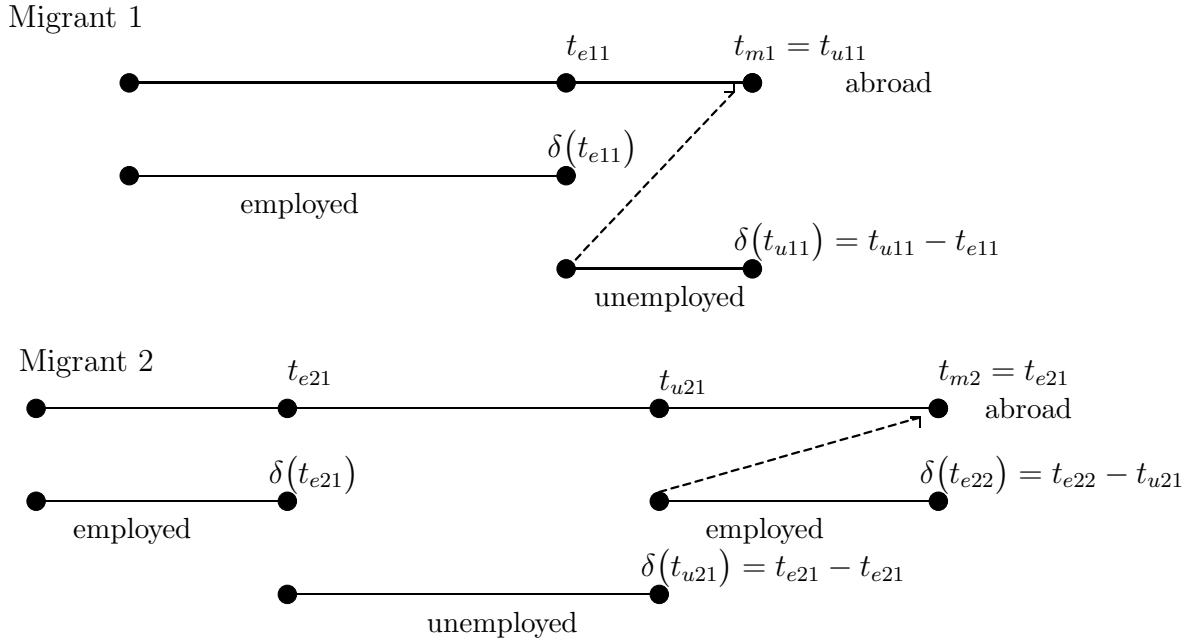 Migrant 1
t_{e11}
t_{m1} = t_{u11}
abroad
δ(t_{e11})
employed
δ(t_{u11}) = t_{u11} − t_{e11}
unemployed
Migrant 2
t_{e21}
t_{u21}
t_{m2} = t_{e21}
abroad
δ(t_{e21})
δ(t_{e22}) = t_{e22} − t_{u21}
employed
employed
δ(t_{u21}) = t_{e21} − t_{e21}
unemployed